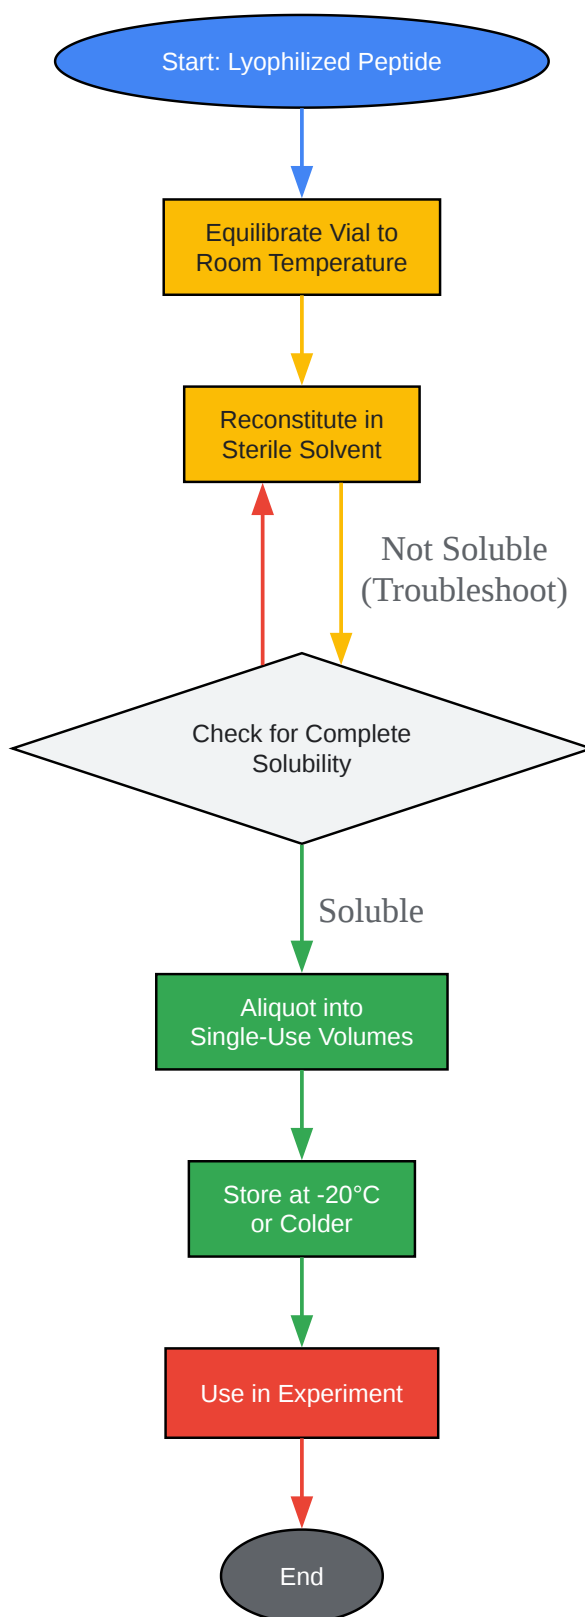 Start: Lyophilized Peptide
Equilibrate Vial to
Room Temperature
Reconstitute in
Sterile Solvent
Not Soluble
(Troubleshoot)
Check for Complete
Solubility
Soluble
Aliquot into
Single-Use Volumes
Store at -20°C
or Colder
Use in Experiment
End